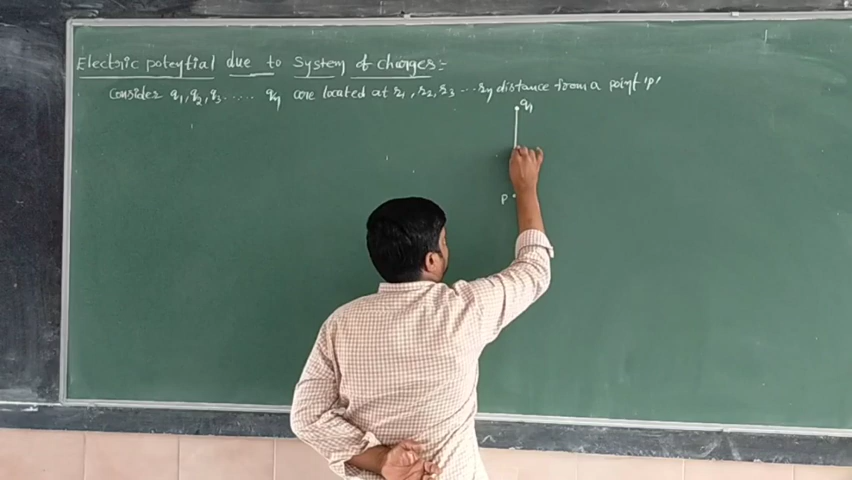 Electric potential due to System of charges:-
Consider q1, q2, q3 ...... qn are located at r1, r2, r3 ... rn distance from a point 'p'
q1
P